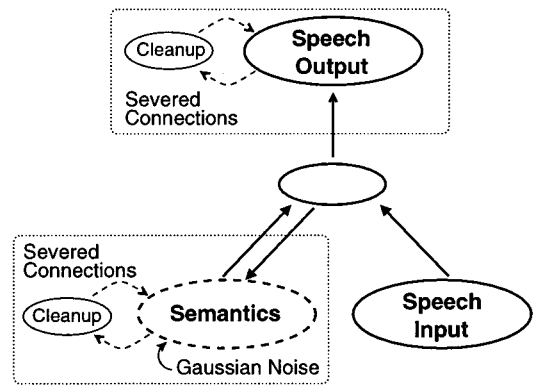 Cleanup
Speech
Output
Severed
Connections
Severed
Connections
Cleanup
Semantics
Gaussian Noise
Speech
Input